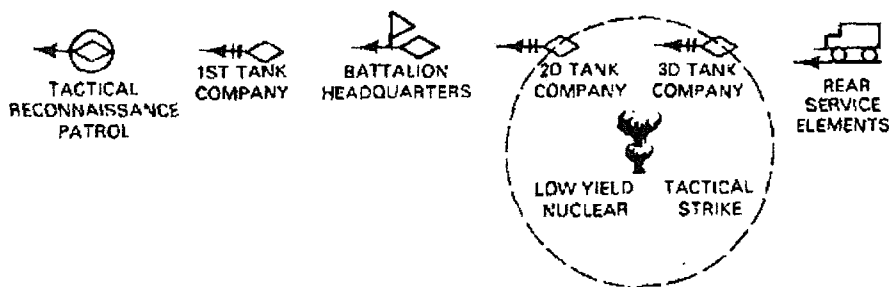 TACTICAL
RECONNAISSANCE
PATROL
1ST TANK
COMPANY
BATTALION
HEADQUARTERS
2D TANK
COMPANY
3D TANK
COMPANY
REAR
SERVICE
ELEMENTS
LOW YIELD
NUCLEAR
TACTICAL
STRIKE